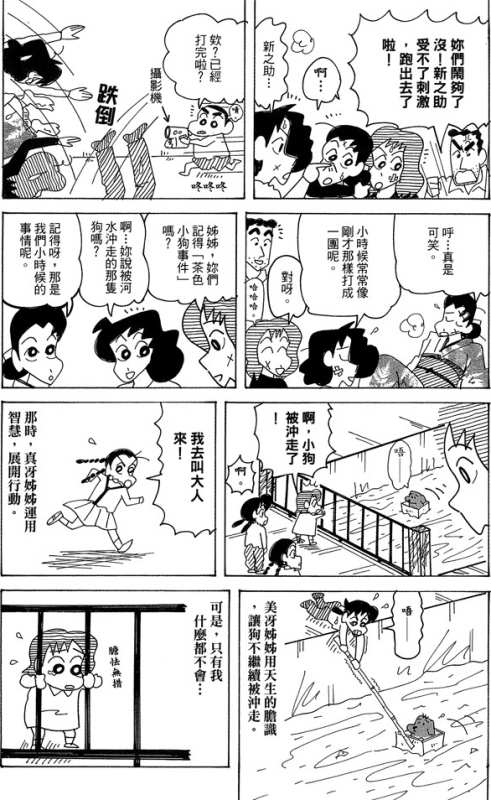 妳們鬧夠了
沒！新之助
受不了刺激
，跑出去了
啦！
啊…
新之助…
欸？已經
打完啦？
攝影機
跌倒
咚咚咚
呼…真是
可笑。
小時候常常像
剛才那樣打成
一團呢。
對呀。
哈哈哈。
姊姊，妳們
記得「茶色
小狗事件」
嗎？
啊…妳說被河
水沖走的那隻
狗嗎？
記得呀，那是
我們小時候的
事情呢。
唔
啊，小狗
被沖走了
！
啊。
我去叫大人
來！
那時，真冴姊姊運用
智慧，展開行動。
唔
美冴姊姊用天生的膽識
，讓狗不繼續被沖走。
可是，只有我
什麼都不會…
膽怯無措